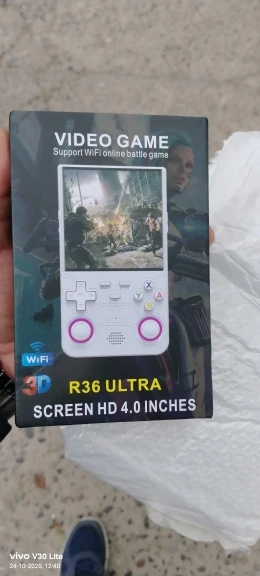 VIDEO GAME
Support WiFi online battle game
X
Y
A
B
WiFi
3D
R36 ULTRA
SCREEN HD 4.0 INCHES
vivo V30 Lite
24-10-2025, 12:40